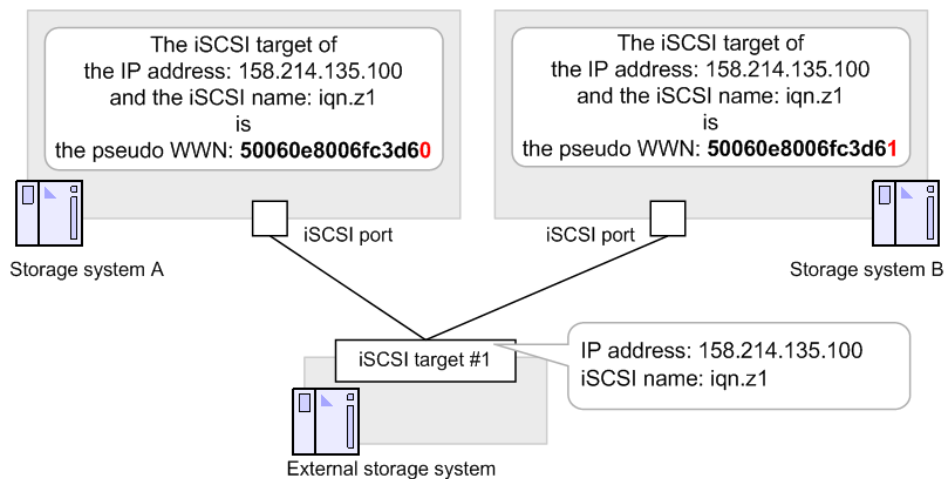 The iSCSI target of
the IP address: 158.214.135.100
and the iSCSI name: iqn.z1
is
the pseudo WWN: 50060e8006fc3d60
The iSCSI target of
the IP address: 158.214.135.100
and the iSCSI name: iqn.z1
is
the pseudo WWN: 50060e8006fc3d61
iSCSI port
iSCSI port
Storage system A
Storage system B
iSCSI target #1
IP address: 158.214.135.100
iSCSI name: iqn.z1
External storage system